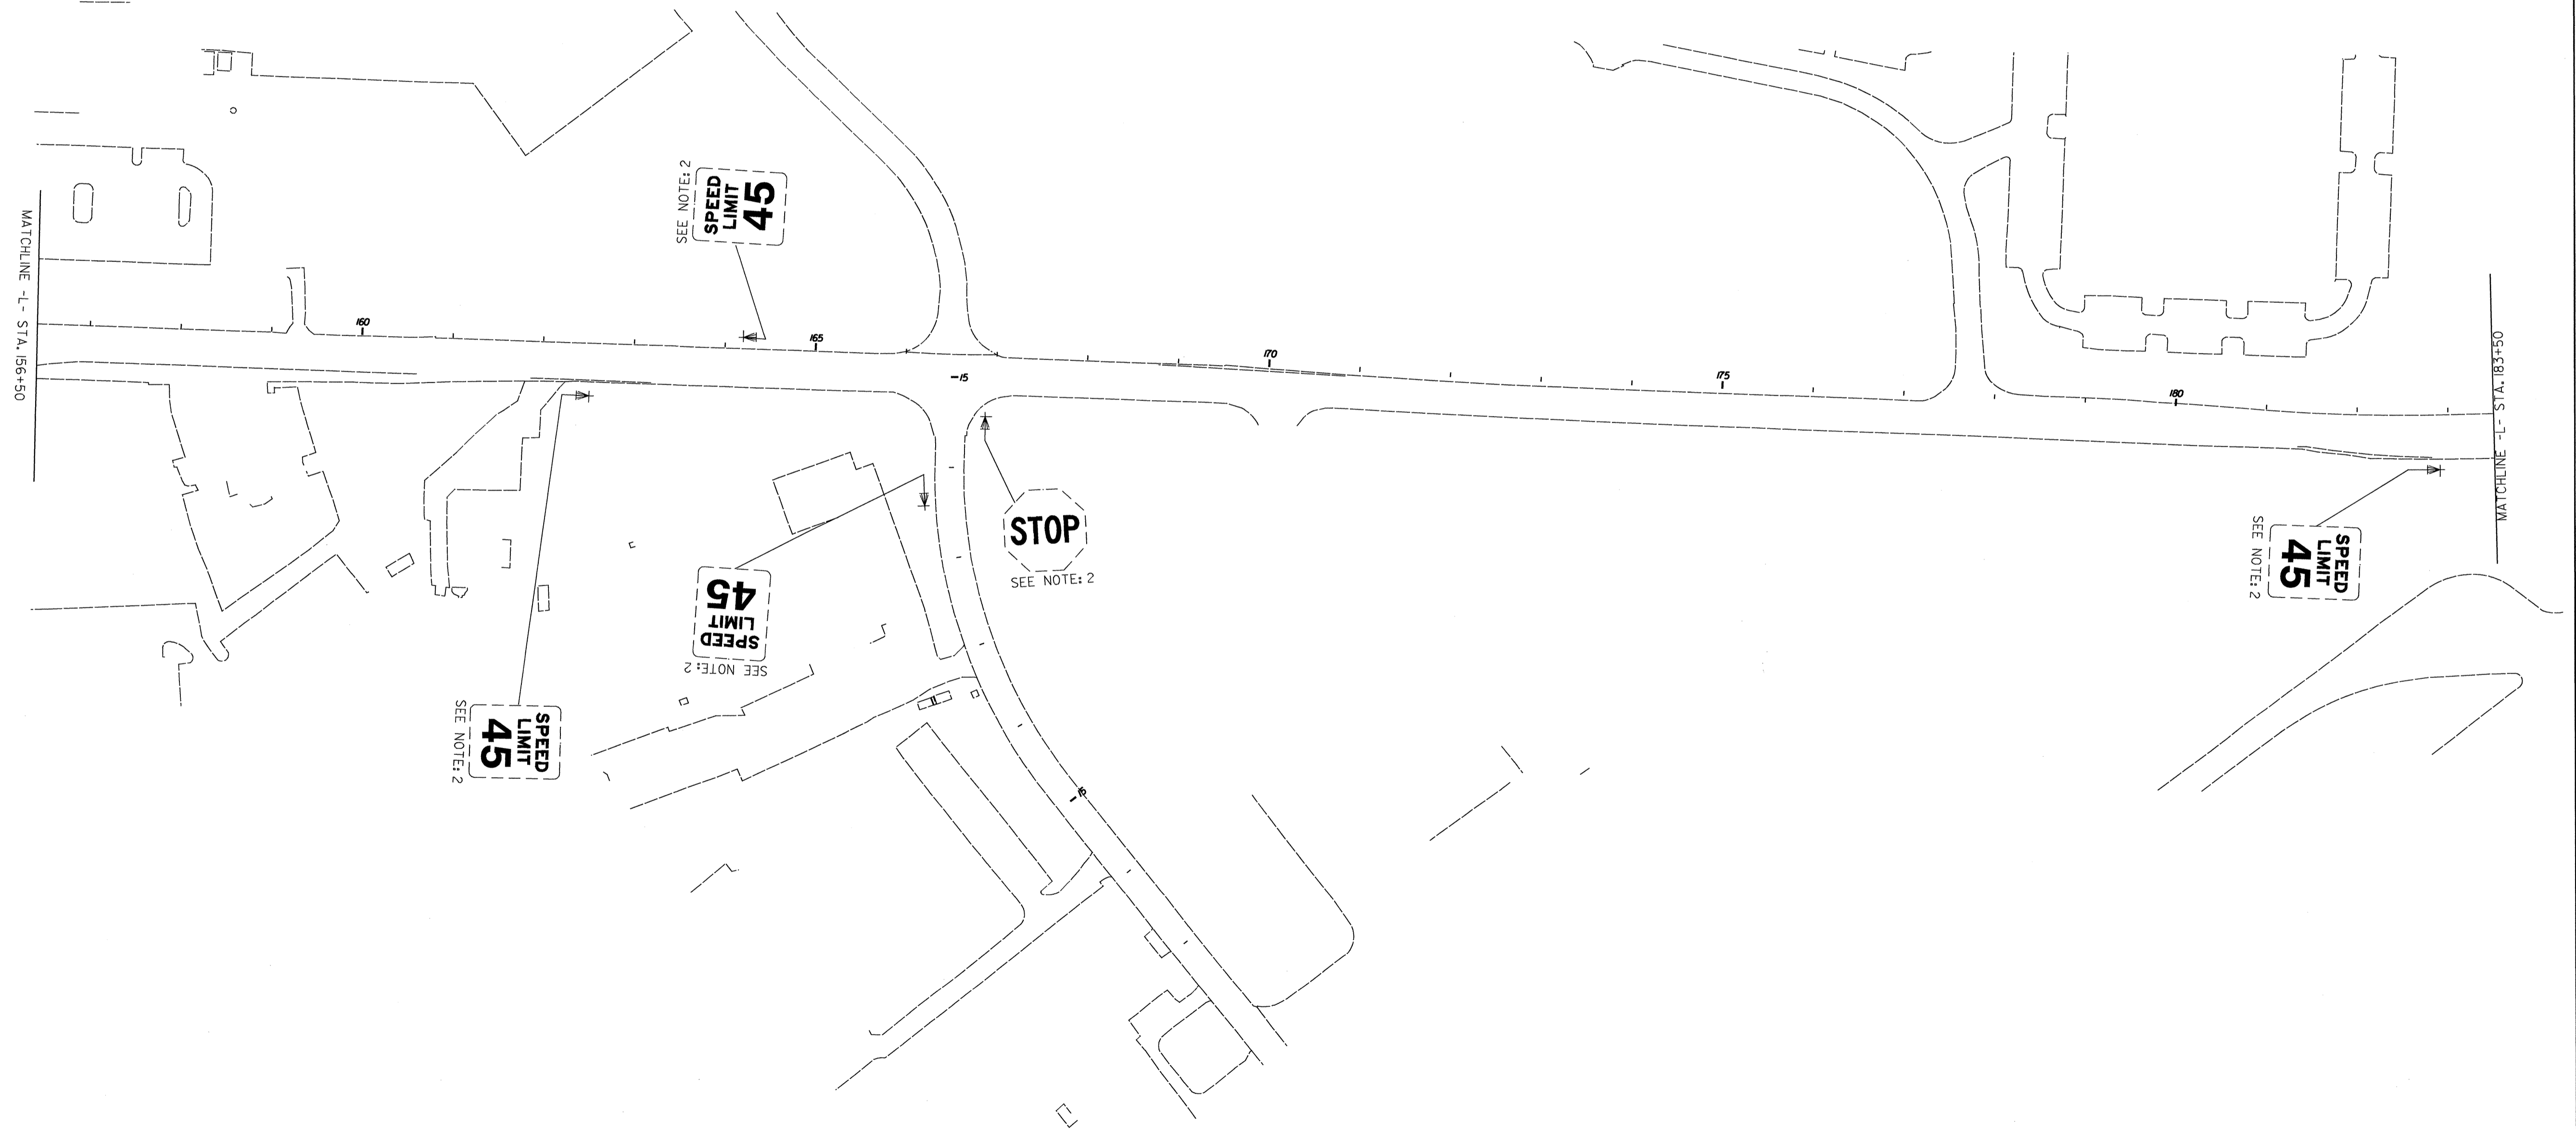 SEE NOTE: 2
SPEED
LIMIT
45
MATCHLINE -L- STA. 156+50
160
165
170
175
180
-15
MATCHLINE -L- STA. 183+50
STOP
SEE NOTE: 2
SPEED
LIMIT
45
SEE NOTE: 2
SPEED
LIMIT
45
SEE NOTE: 2
SPEED
LIMIT
45
SEE NOTE: 2